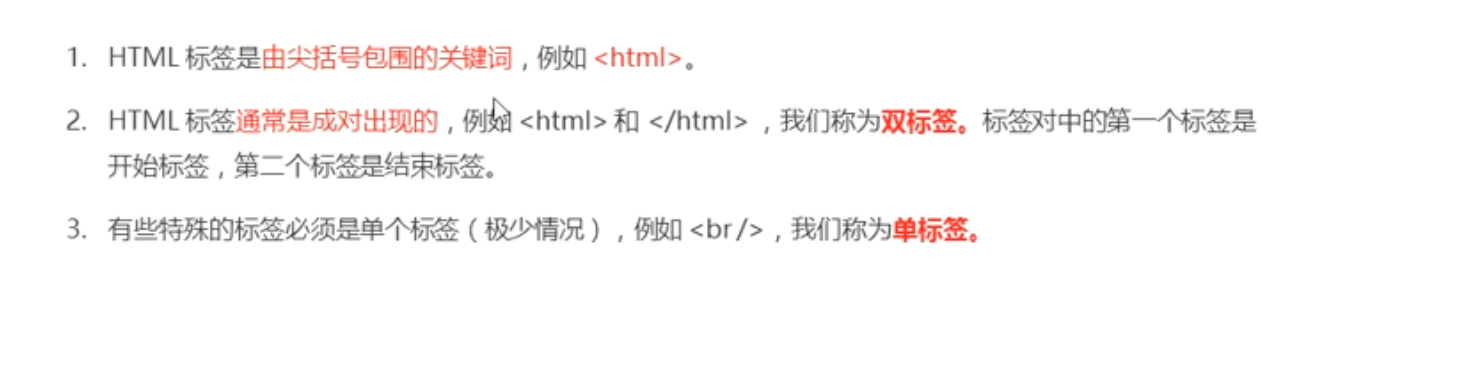 1. HTML 标签是由尖括号包围的关键词，例如 <html>。
2. HTML 标签通常是成对出现的，例如 <html> 和 </html> ，我们称为双标签。标签对中的第一个标签是
开始标签，第二个标签是结束标签。
3. 有些特殊的标签必须是单个标签（极少情况），例如 <br />，我们称为单标签。